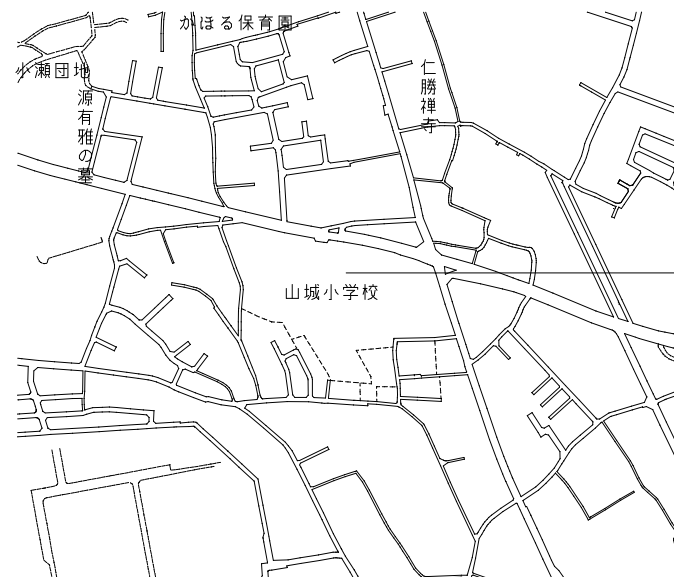 かほる保育園
小瀬団地
源有雅の墓
仁勝禅寺
山城小学校